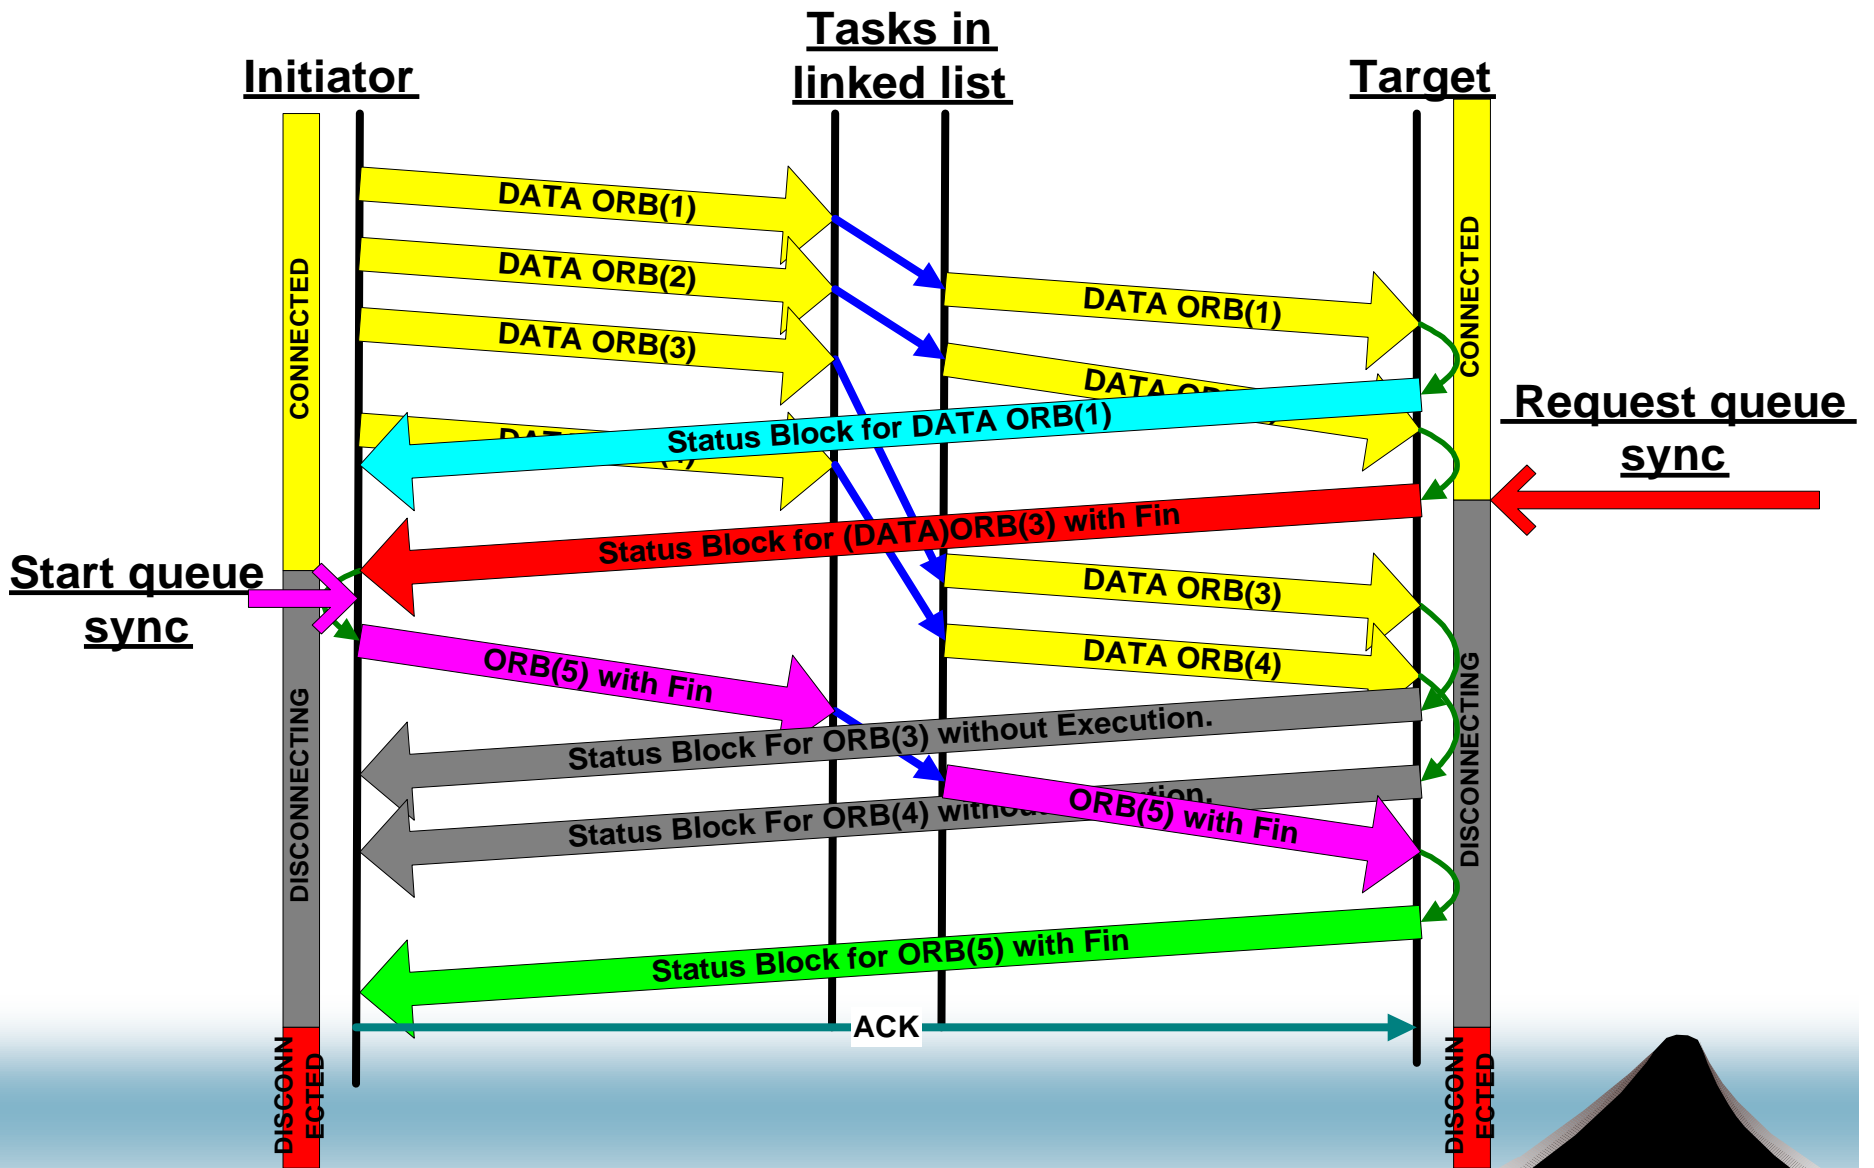 Tasks in
linked list
Initiator
Target
DATA ORB(1)
DATA ORB(2)
DATA ORB(3)
DATA ORB(1)
CONNECTED
CONNECTED
DATA
Status Block for DATA ORB(1)
Request queue
sync
Status Block for (DATA)ORB(3) with Fin
Start queue
sync
DATA ORB(3)
DATA ORB(4)
ORB(5) with Fin
Status Block For ORB(3) without Execution.
DISCONNECTING
DISCONNECTING
ORB(5) with Fin
Status Block For ORB(4)
Status Block for ORB(5) with Fin
ACK
DISCONN
ECTED
DISCONN
ECTED